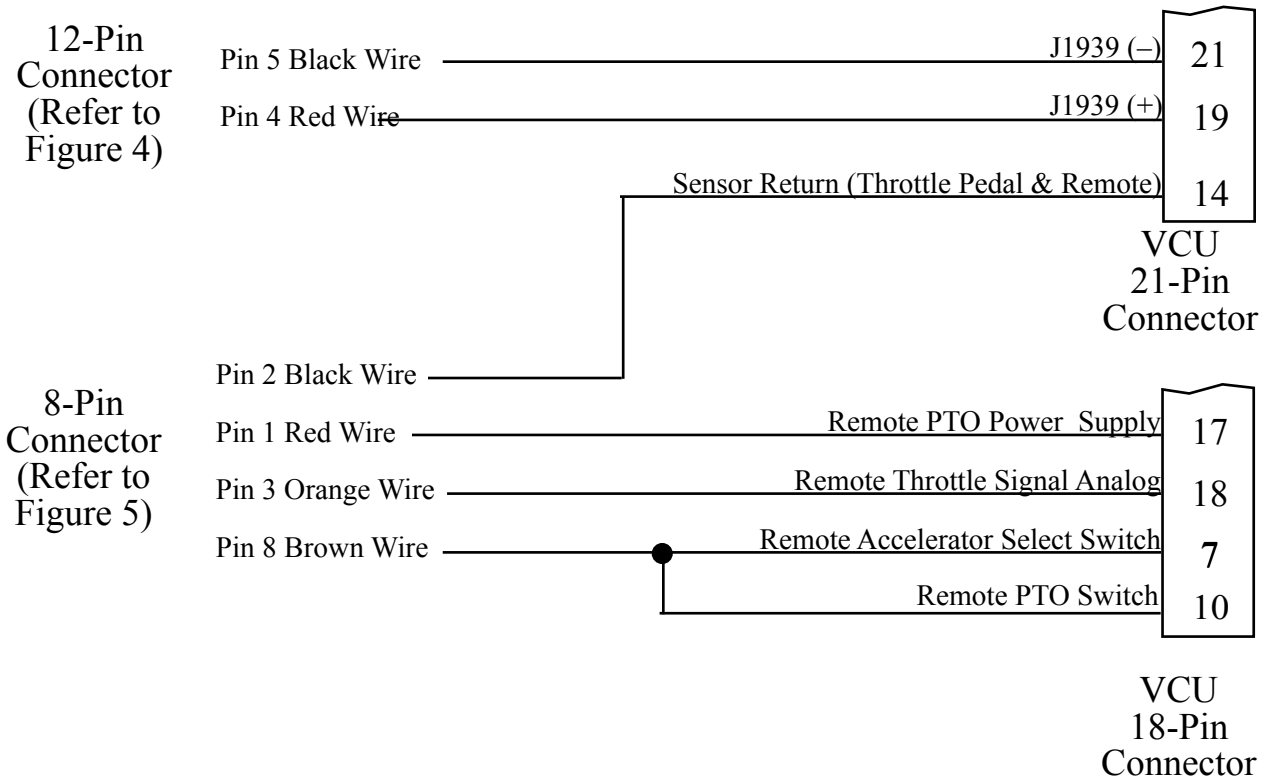 12-Pin
Connector
(Refer to
Figure 4)
Pin 5 Black Wire
J1939 (–)
21
Pin 4 Red Wire
J1939 (+)
19
Sensor Return (Throttle Pedal & Remote)
14
VCU
21-Pin
Connector
8-Pin
Connector
(Refer to
Figure 5)
Pin 2 Black Wire
Pin 1 Red Wire
Remote PTO Power Supply
17
Pin 3 Orange Wire
Remote Throttle Signal Analog
18
Pin 8 Brown Wire
Remote Accelerator Select Switch
7
Remote PTO Switch
10
VCU
18-Pin
Connector